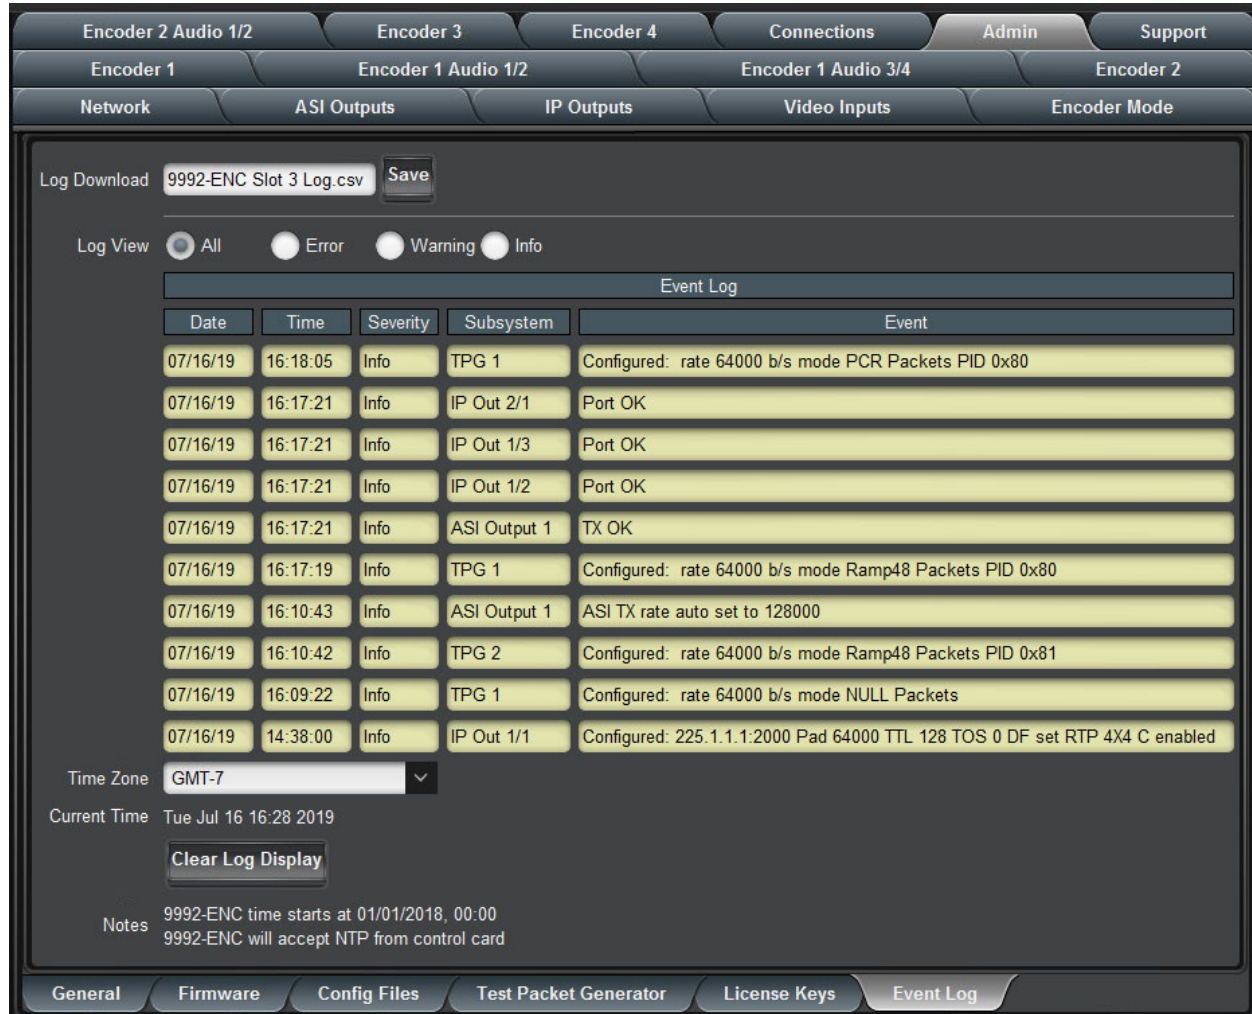 Encoder 2 Audio 1/2 Encoder 3 Encoder 4 Connections Admin Support
Encoder 1 Encoder 1 Audio 1/2 Encoder 1 Audio 3/4 Encoder 2
Network ASI Outputs IP Outputs Video Inputs Encoder Mode
Log Download 9992-ENC Slot 3 Log.csv Save
Log View All Error Warning Info
Event Log
Date Time Severity Subsystem Event
07/16/19 16:18:05 Info TPG 1 Configured: rate 64000 b/s mode PCR Packets PID 0x80
07/16/19 16:17:21 Info IP Out 2/1 Port OK
07/16/19 16:17:21 Info IP Out 1/3 Port OK
07/16/19 16:17:21 Info IP Out 1/2 Port OK
07/16/19 16:17:21 Info ASI Output 1 TX OK
07/16/19 16:17:19 Info TPG 1 Configured: rate 64000 b/s mode Ramp48 Packets PID 0x80
07/16/19 16:10:43 Info ASI Output 1 ASI TX rate auto set to 128000
07/16/19 16:10:42 Info TPG 2 Configured: rate 64000 b/s mode Ramp48 Packets PID 0x81
07/16/19 16:09:22 Info TPG 1 Configured: rate 64000 b/s mode NULL Packets
07/16/19 14:38:00 Info IP Out 1/1 Configured: 225.1.1.1:2000 Pad 64000 TTL 128 TOS 0 DF set RTP 4X4 C enabled
Time Zone GMT-7
Current Time Tue Jul 16 16:28 2019
Clear Log Display
Notes 9992-ENC time starts at 01/01/2018, 00:00
9992-ENC will accept NTP from control card
General Firmware Config Files Test Packet Generator License Keys Event Log